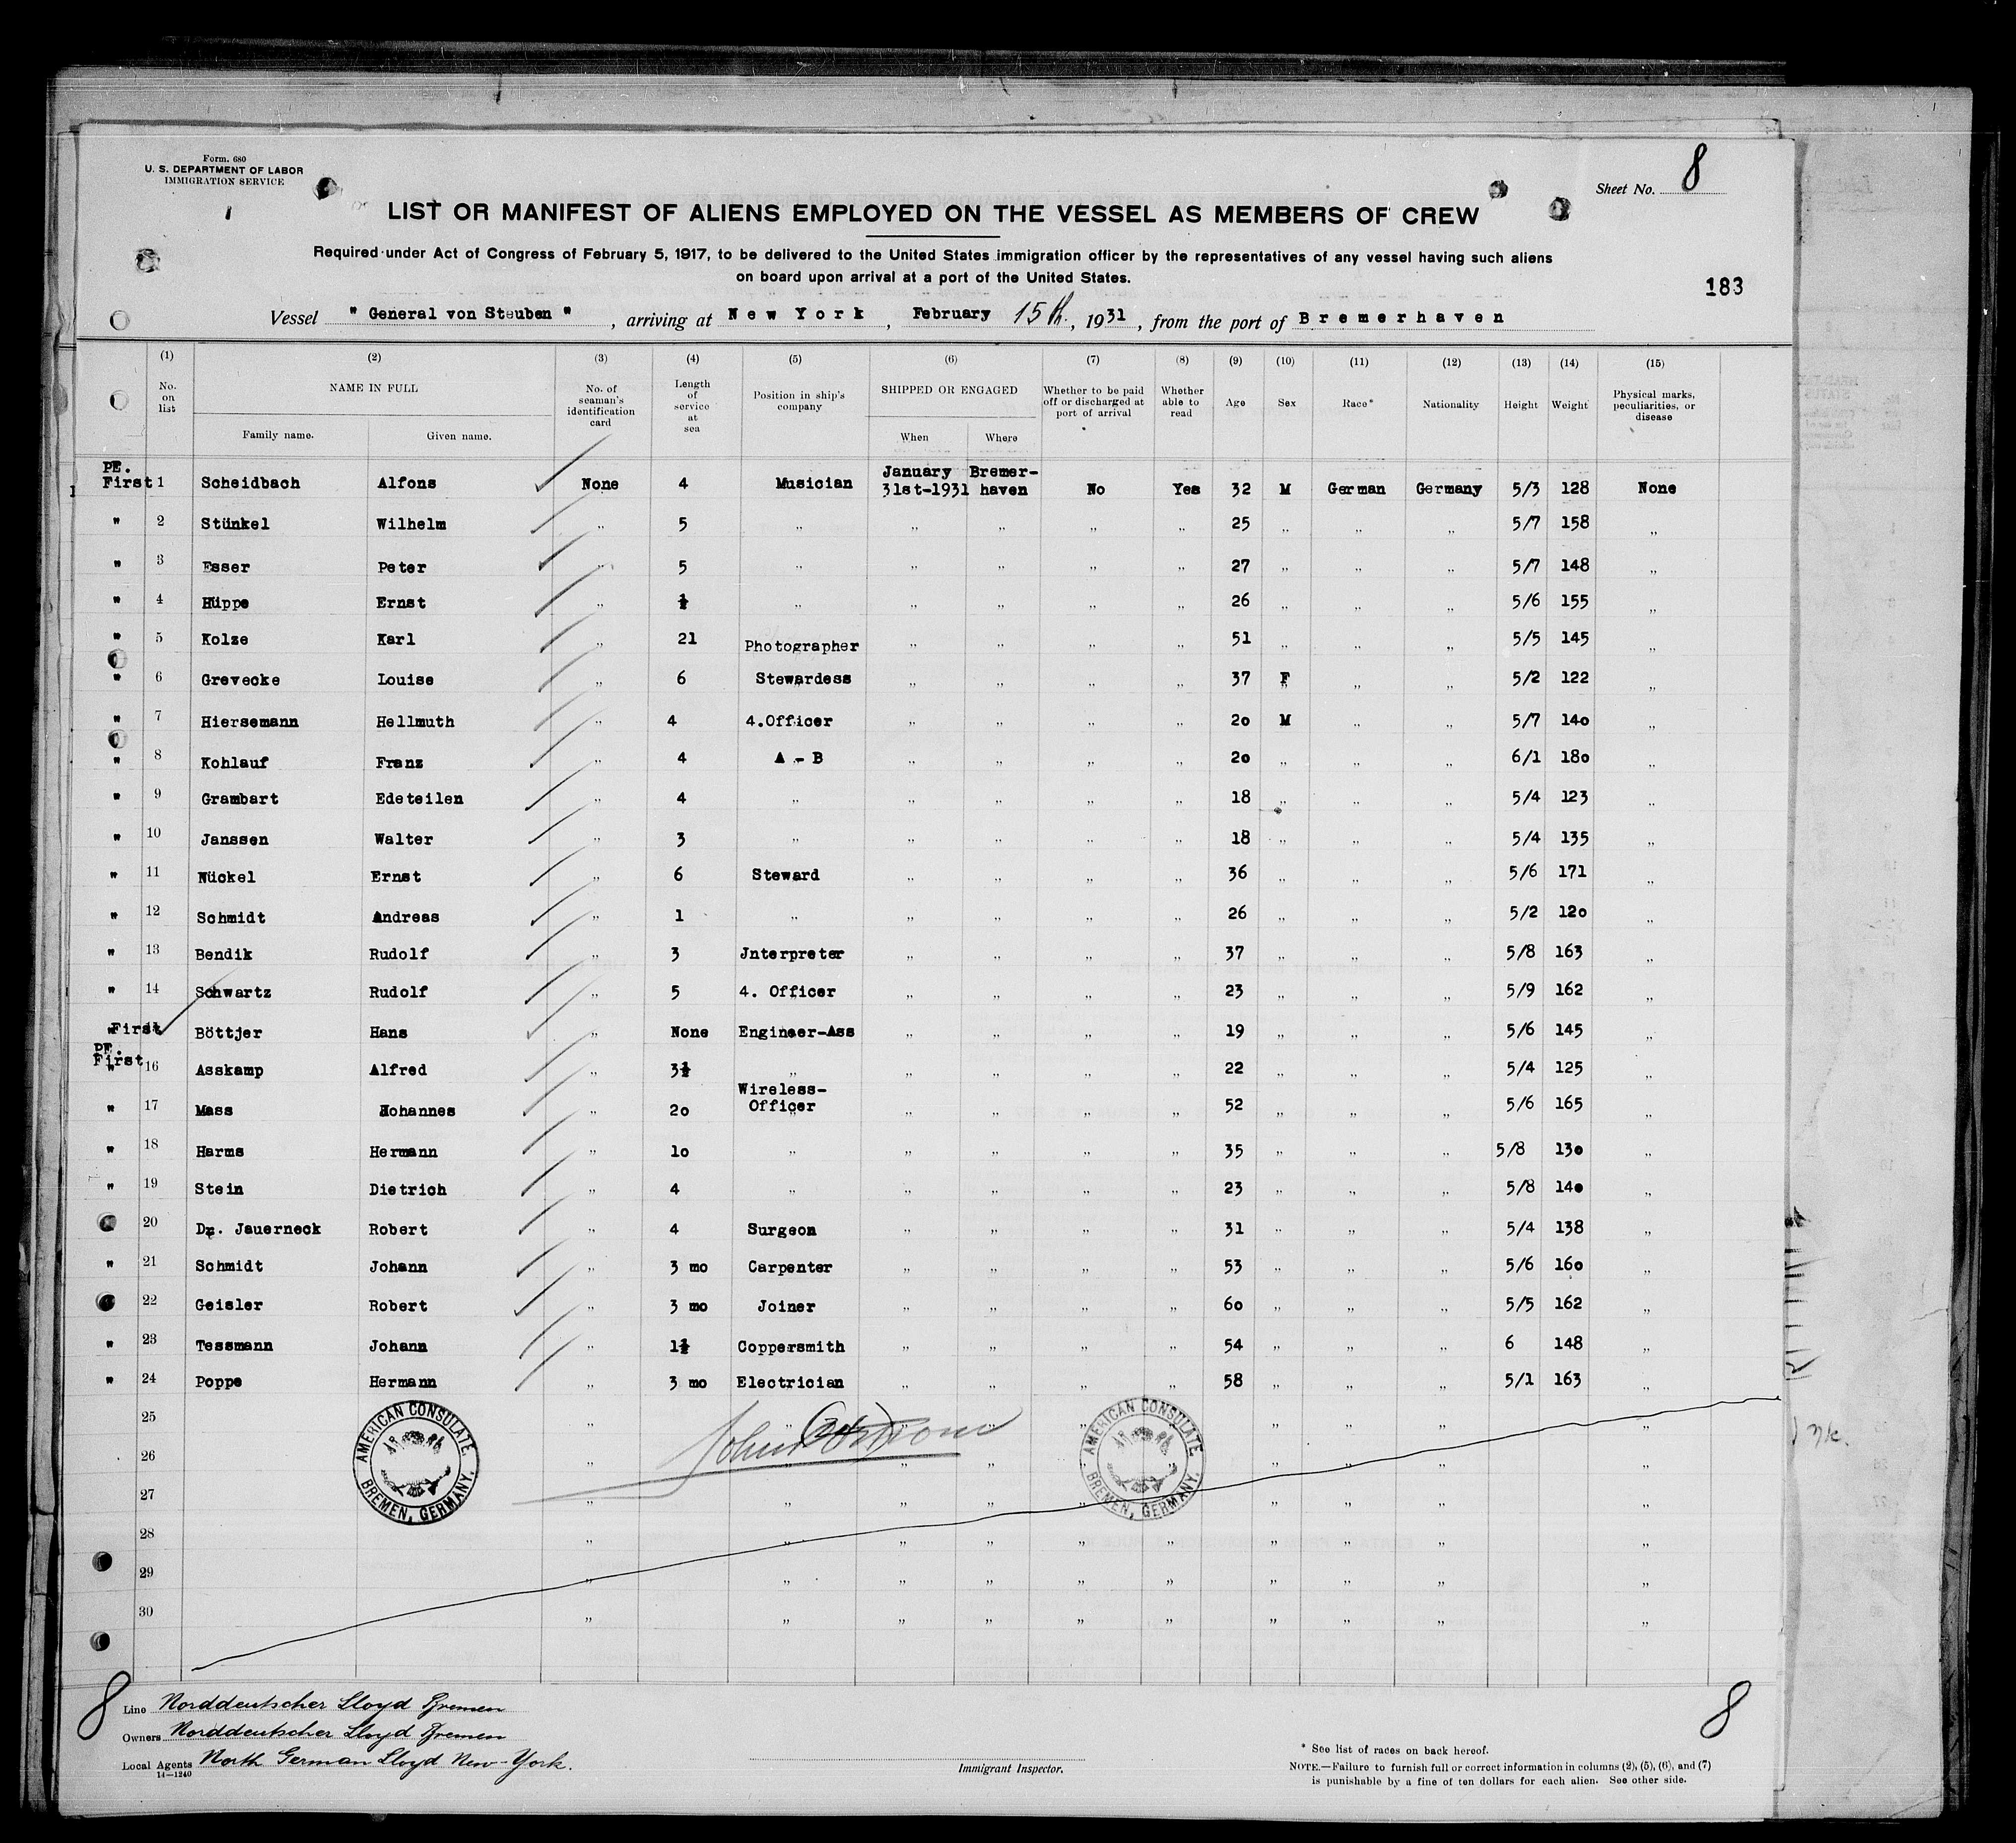 Form. 680
U. S. DEPARTMENT OF LABOR
IMMIGRATION SERVICE
Sheet No. 8
LIST OR MANIFEST OF ALIENS EMPLOYED ON THE VESSEL AS MEMBERS OF CREW
Required under Act of Congress of February 5, 1917, to be delivered to the United States immigration officer by the representatives of any vessel having such aliens
on board upon arrival at a port of the United States.
183
Vessel " General von Steuben " , arriving at New York , February 15th. , 1931 , from the port of Bremerhaven
(1) (2) (3) (4) (5) (6) (7) (8) (9) (10) (11) (12) (13) (14) (15)
No. on list NAME IN FULL Family name. Given name. No. of seaman's identification card Length of service at sea Position in ship's company SHIPPED OR ENGAGED When Where Whether to be paid off or discharged at port of arrival Whether able to read Age Sex Race* Nationality Height Weight Physical marks, peculiarities, or disease
PE. First 1 Scheidbach Alfons None 4 Musician January 31st-1931 Bremer-haven No Yes 32 M German Germany 5/3 128 None
" 2 Stünkel Wilhelm ,, 5 ,, ,, ,, ,, ,, 25 ,, ,, ,, 5/7 158 ,,
" 3 Esser Peter ,, 5 ,, ,, ,, ,, ,, 27 ,, ,, ,, 5/7 148 ,,
" 4 Hüppe Ernst ,, ½ ,, ,, ,, ,, ,, 26 ,, ,, ,, 5/6 155 ,,
" 5 Kolze Karl ,, 21 Photographer ,, ,, ,, ,, 51 ,, ,, ,, 5/5 145 ,,
" 6 Grevecke Louise ,, 6 Stewardess ,, ,, ,, ,, 37 F ,, ,, 5/2 122 ,,
" 7 Hiersemann Hellmuth ,, 4 4.Officer ,, ,, ,, ,, 20 M ,, ,, 5/7 140 ,,
" 8 Kohlauf Franz ,, 4 A - B ,, ,, ,, ,, 20 ,, ,, ,, 6/1 180 ,,
" 9 Grambart Edeteilen ,, 4 ,, ,, ,, ,, ,, 18 ,, ,, ,, 5/4 123 ,,
" 10 Janssen Walter ,, 3 ,, ,, ,, ,, ,, 18 ,, ,, ,, 5/4 135 ,,
" 11 Nückel Ernst ,, 6 Steward ,, ,, ,, ,, 36 ,, ,, ,, 5/6 171 ,,
" 12 Schmidt Andreas ,, 1 ,, ,, ,, ,, ,, 26 ,, ,, ,, 5/2 120 ,,
" 13 Bendik Rudolf ,, 3 Jnterpreter ,, ,, ,, ,, 37 ,, ,, ,, 5/8 163 ,,
" 14 Schwartz Rudolf ,, 5 4. Officer ,, ,, ,, ,, 23 ,, ,, ,, 5/9 162 ,,
First Böttjer Hans ,, None Engineer-Ass ,, ,, ,, ,, 19 ,, ,, ,, 5/6 145 ,,
PE. First 16 Asskamp Alfred ,, 3½ ,, ,, ,, ,, ,, 22 ,, ,, ,, 5/4 125 ,,
" 17 Mass Johannes ,, 20 Wireless-Officer ,, ,, ,, ,, 52 ,, ,, ,, 5/6 165 ,,
" 18 Harms Hermann ,, 10 ,, ,, ,, ,, ,, 35 ,, ,, ,, 5/8 130 ,,
" 19 Stein Dietrich ,, 4 ,, ,, ,, ,, ,, 23 ,, ,, ,, 5/8 140 ,,
20 Dr. Jauerneck Robert ,, 4 Surgeon ,, ,, ,, ,, 31 ,, ,, ,, 5/4 138 ,,
" 21 Schmidt Johann ,, 3 mo Carpenter ,, ,, ,, ,, 53 ,, ,, ,, 5/6 160 ,,
22 Geisler Robert ,, 3 mo Joiner ,, ,, ,, ,, 60 ,, ,, ,, 5/5 162 ,,
" 23 Tessmann Johann ,, 1½ Coppersmith ,, ,, ,, ,, 54 ,, ,, ,, 6 148 ,,
" 24 Poppe Hermann ,, 3 mo Electrician ,, ,, ,, ,, 58 ,, ,, ,, 5/1 163 ,,
25
26
27
28
29
30
AMERICAN CONSULATE BREMEN, GERMANY.
(24)
AMERICAN CONSULATE BREMEN, GERMANY.
8 Line Norddeutscher Lloyd Bremen 8
Owners Norddeutscher Lloyd Bremen
Local Agents North German Lloyd New-York.
14—1240
Immigrant Inspector.
* See list of races on back hereof.
NOTE.—Failure to furnish full or correct information in columns (2), (5), (6), and (7)
is punishable by a fine of ten dollars for each alien. See other side.